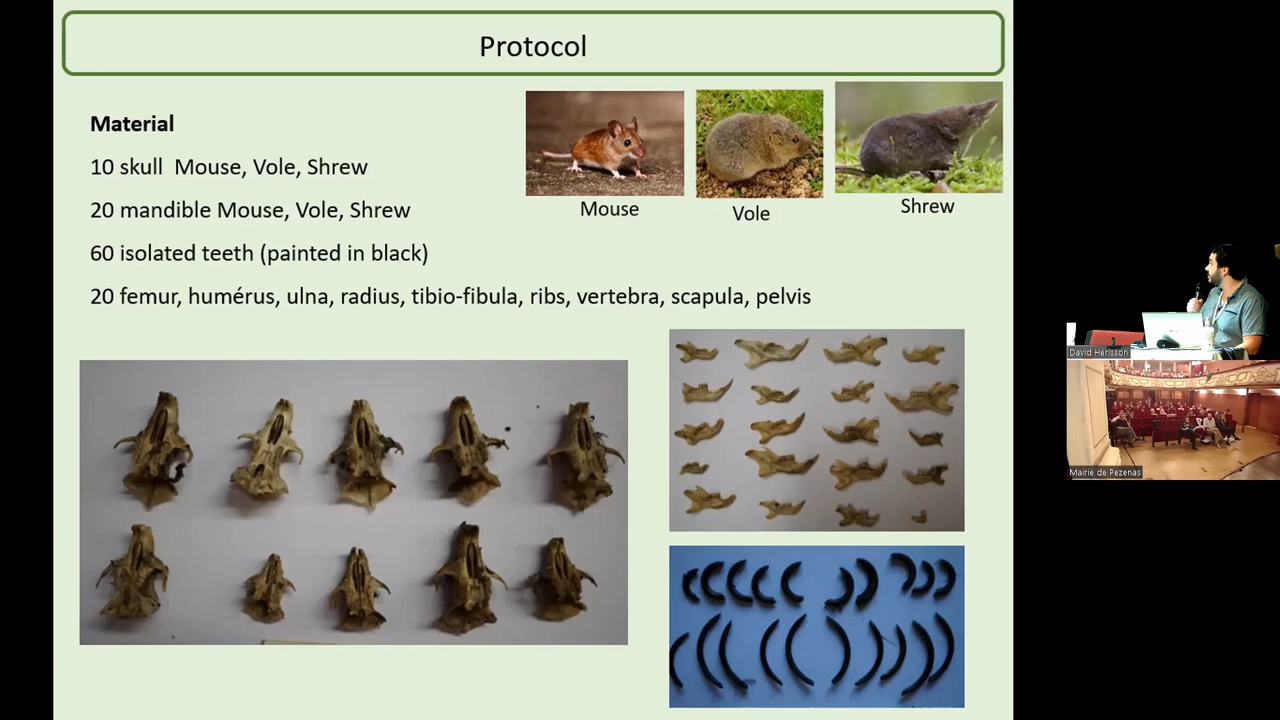 Protocol
Material
10 skull Mouse, Vole, Shrew
20 mandible Mouse, Vole, Shrew
60 isolated teeth (painted in black)
20 femur, humérus, ulna, radius, tibio-fibula, ribs, vertebra, scapula, pelvis
Mouse
Vole
Shrew
David Hérisson
Mairie de Pezenas